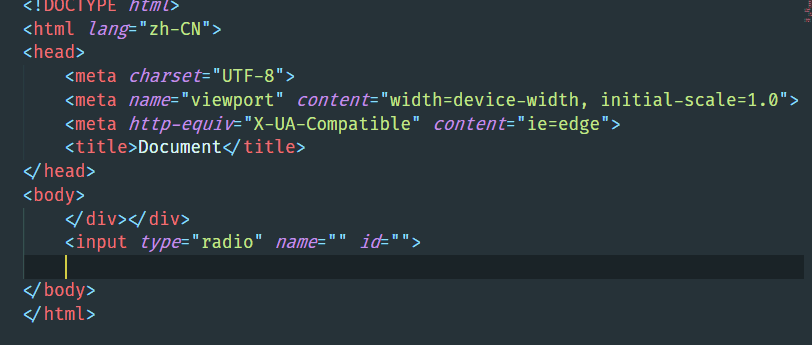 <!DOCTYPE html>
<html lang="zh-CN">
<head>
<meta charset="UTF-8">
<meta name="viewport" content="width=device-width, initial-scale=1.0">
<meta http-equiv="X-UA-Compatible" content="ie=edge">
<title>Document</title>
</head>
<body>
</div></div>
<input type="radio" name="" id="">
</body>
</html>